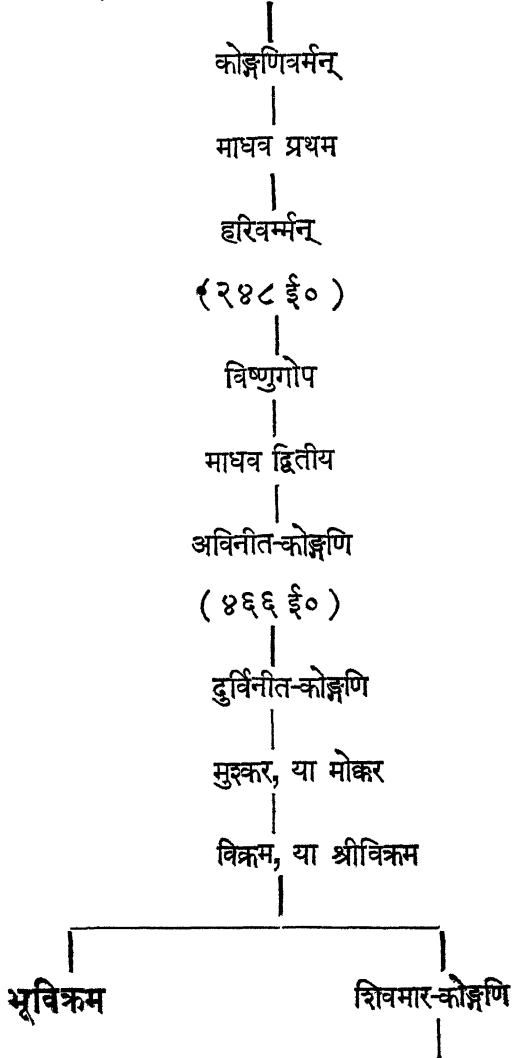 कोङ्गणिवर्मन्
माधव प्रथम
हरिवर्म्मन्
(२४८ ई०)
विष्णुगोप
माधव द्वितीय
अविनीत-कोङ्गणि
(४६६ ई०)
दुर्विनीत-कोङ्गणि
मुश्कर, या मोक्कर
विक्रम, या श्रीविक्रम
भूविक्रम शिवमार-कोङ्गणि